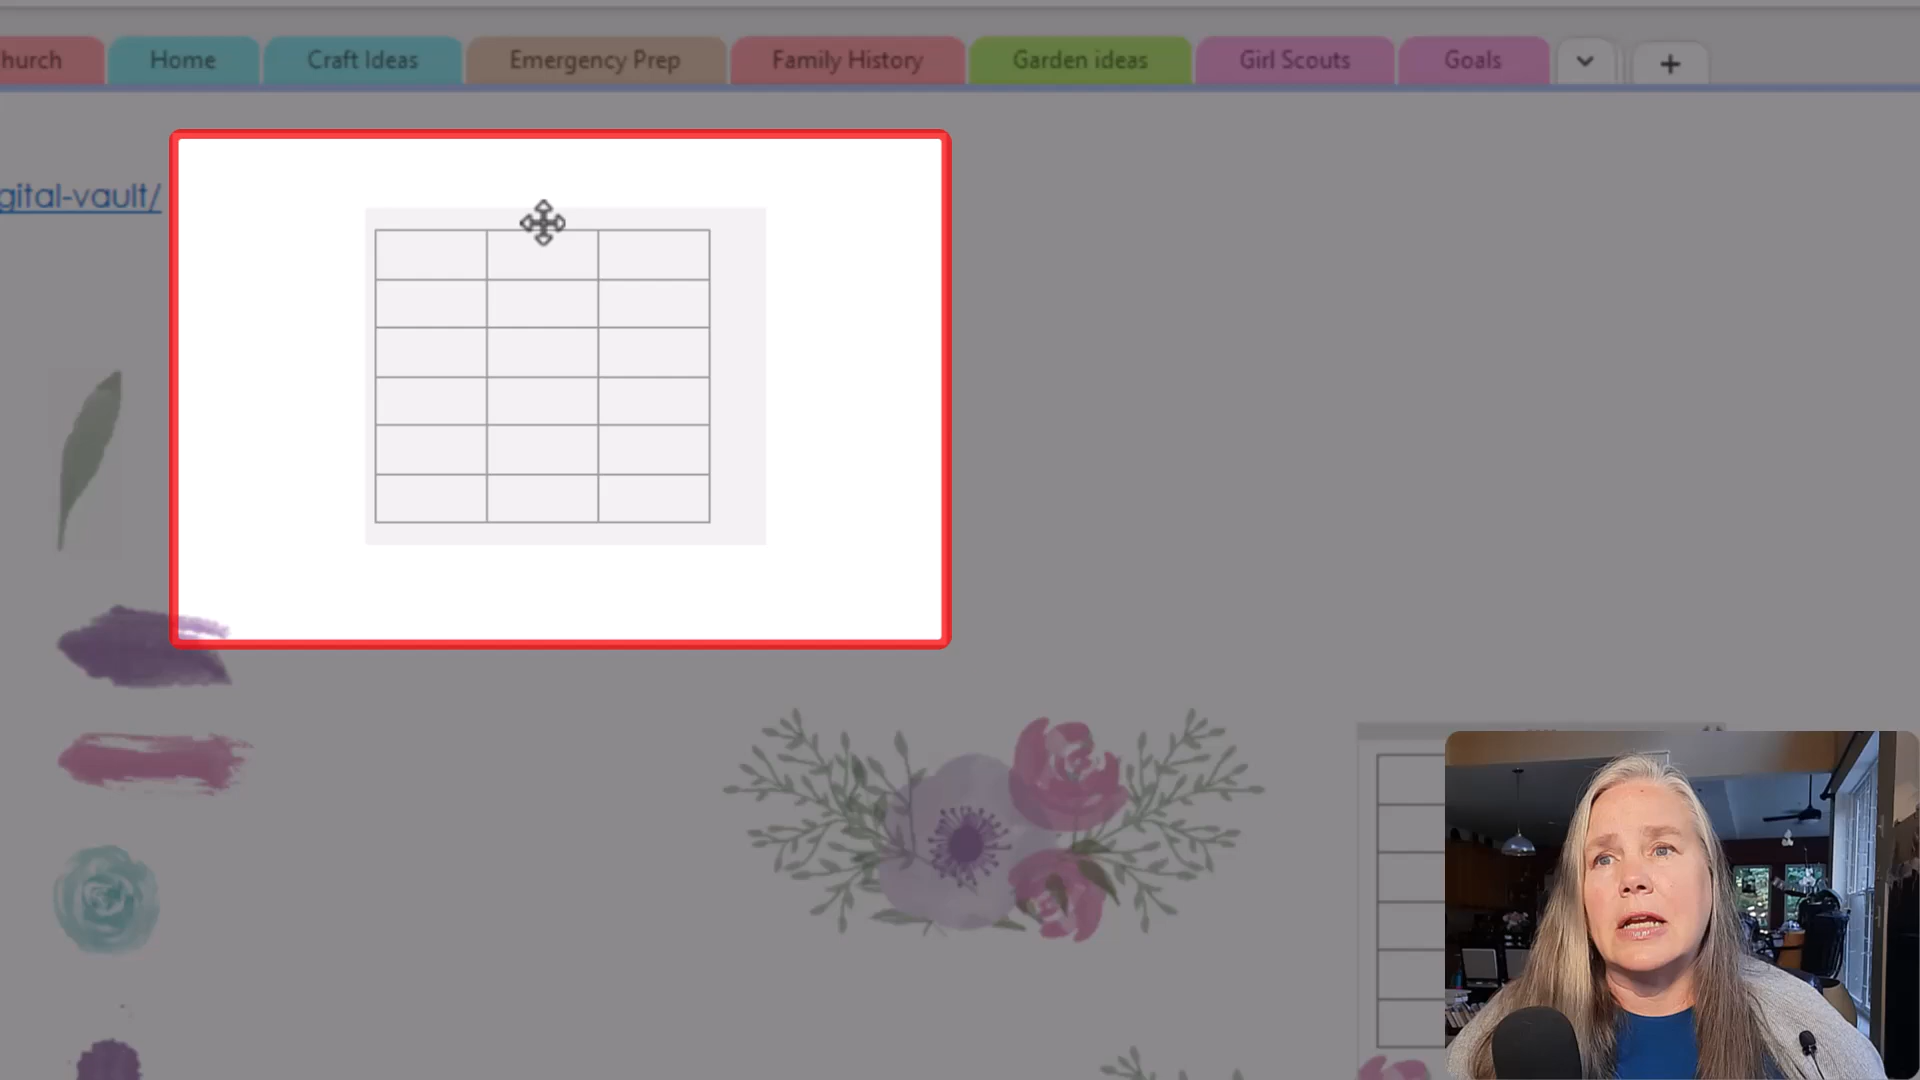 hurch
Home
Craft Ideas
Emergency Prep
Family History
Garden ideas
Girl Scouts
Goals
gital-vault/